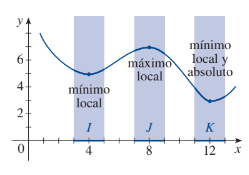 y
mínimo
local y
absoluto
6
máximo
local
4
mínimo
local
2
I
J
K
0
4
8
12
x